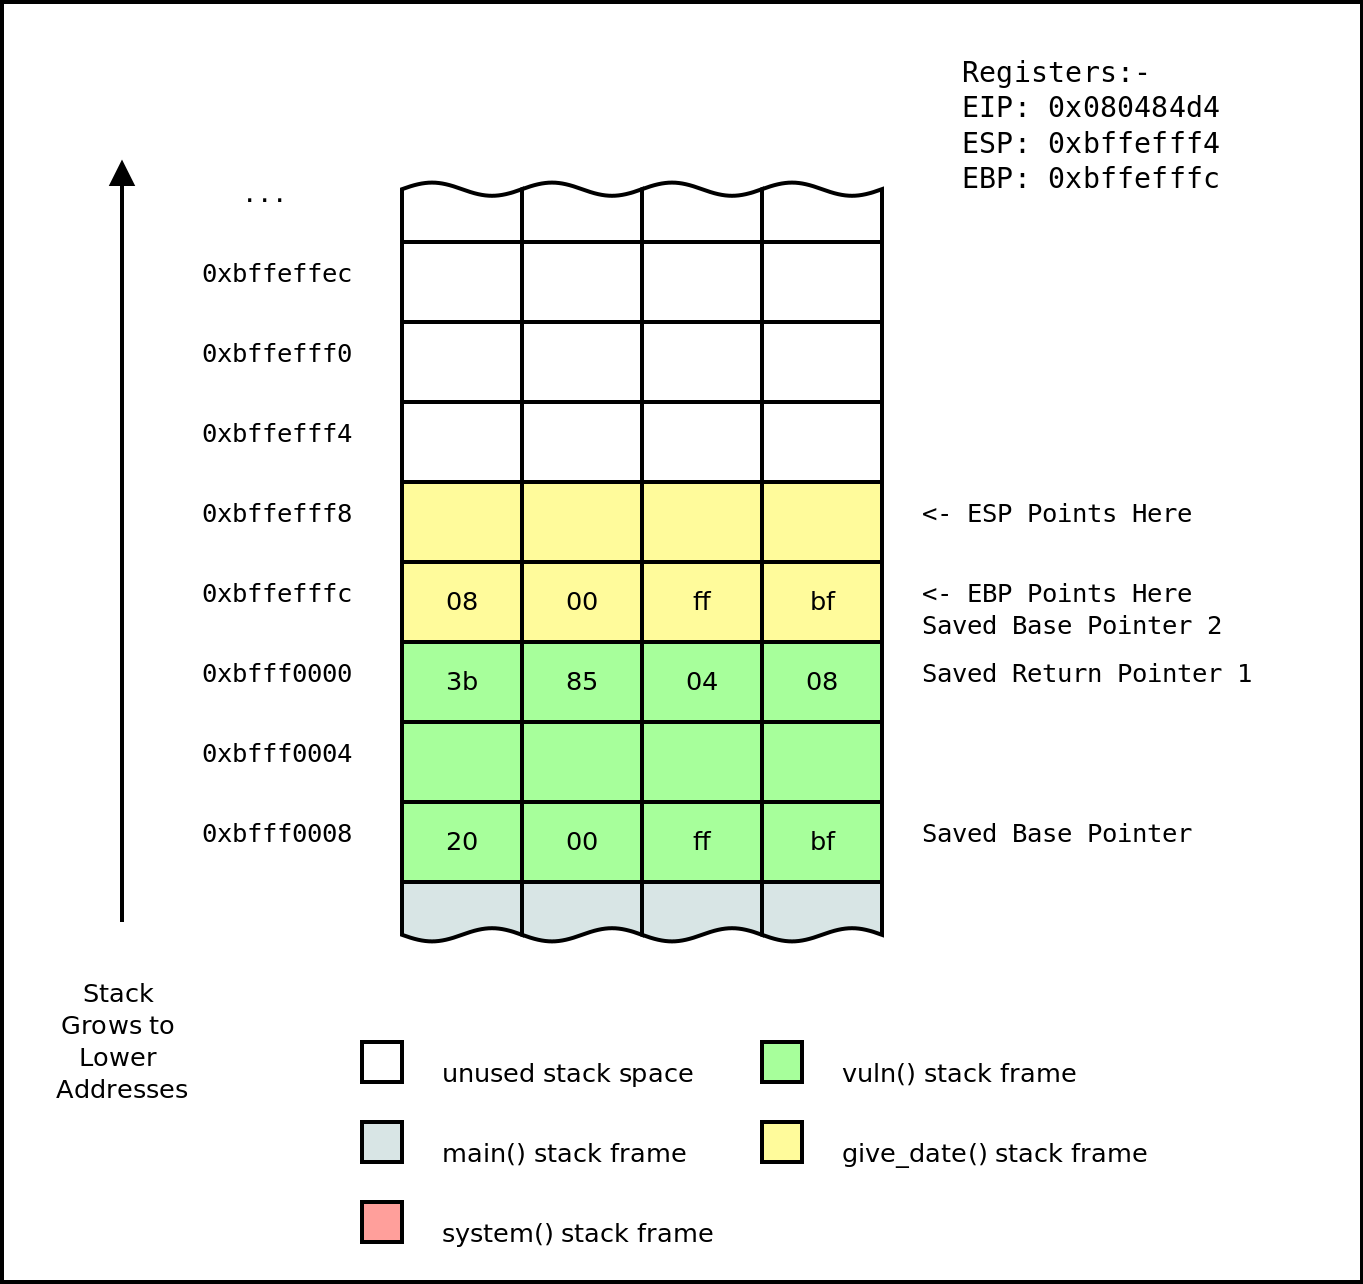 Registers:-
EIP: 0x080484d4
ESP: 0xbffefff4
EBP: 0xbffefffc
...
0xbffeffec
0xbffefff0
0xbffefff4
0xbffefff8 <- ESP Points Here
0xbffefffc 08 00 ff bf <- EBP Points Here
Saved Base Pointer 2
0xbfff0000 3b 85 04 08 Saved Return Pointer 1
0xbfff0004
0xbfff0008 20 00 ff bf Saved Base Pointer
Stack
Grows to
Lower
Addresses
unused stack space
vuln() stack frame
main() stack frame
give_date() stack frame
system() stack frame